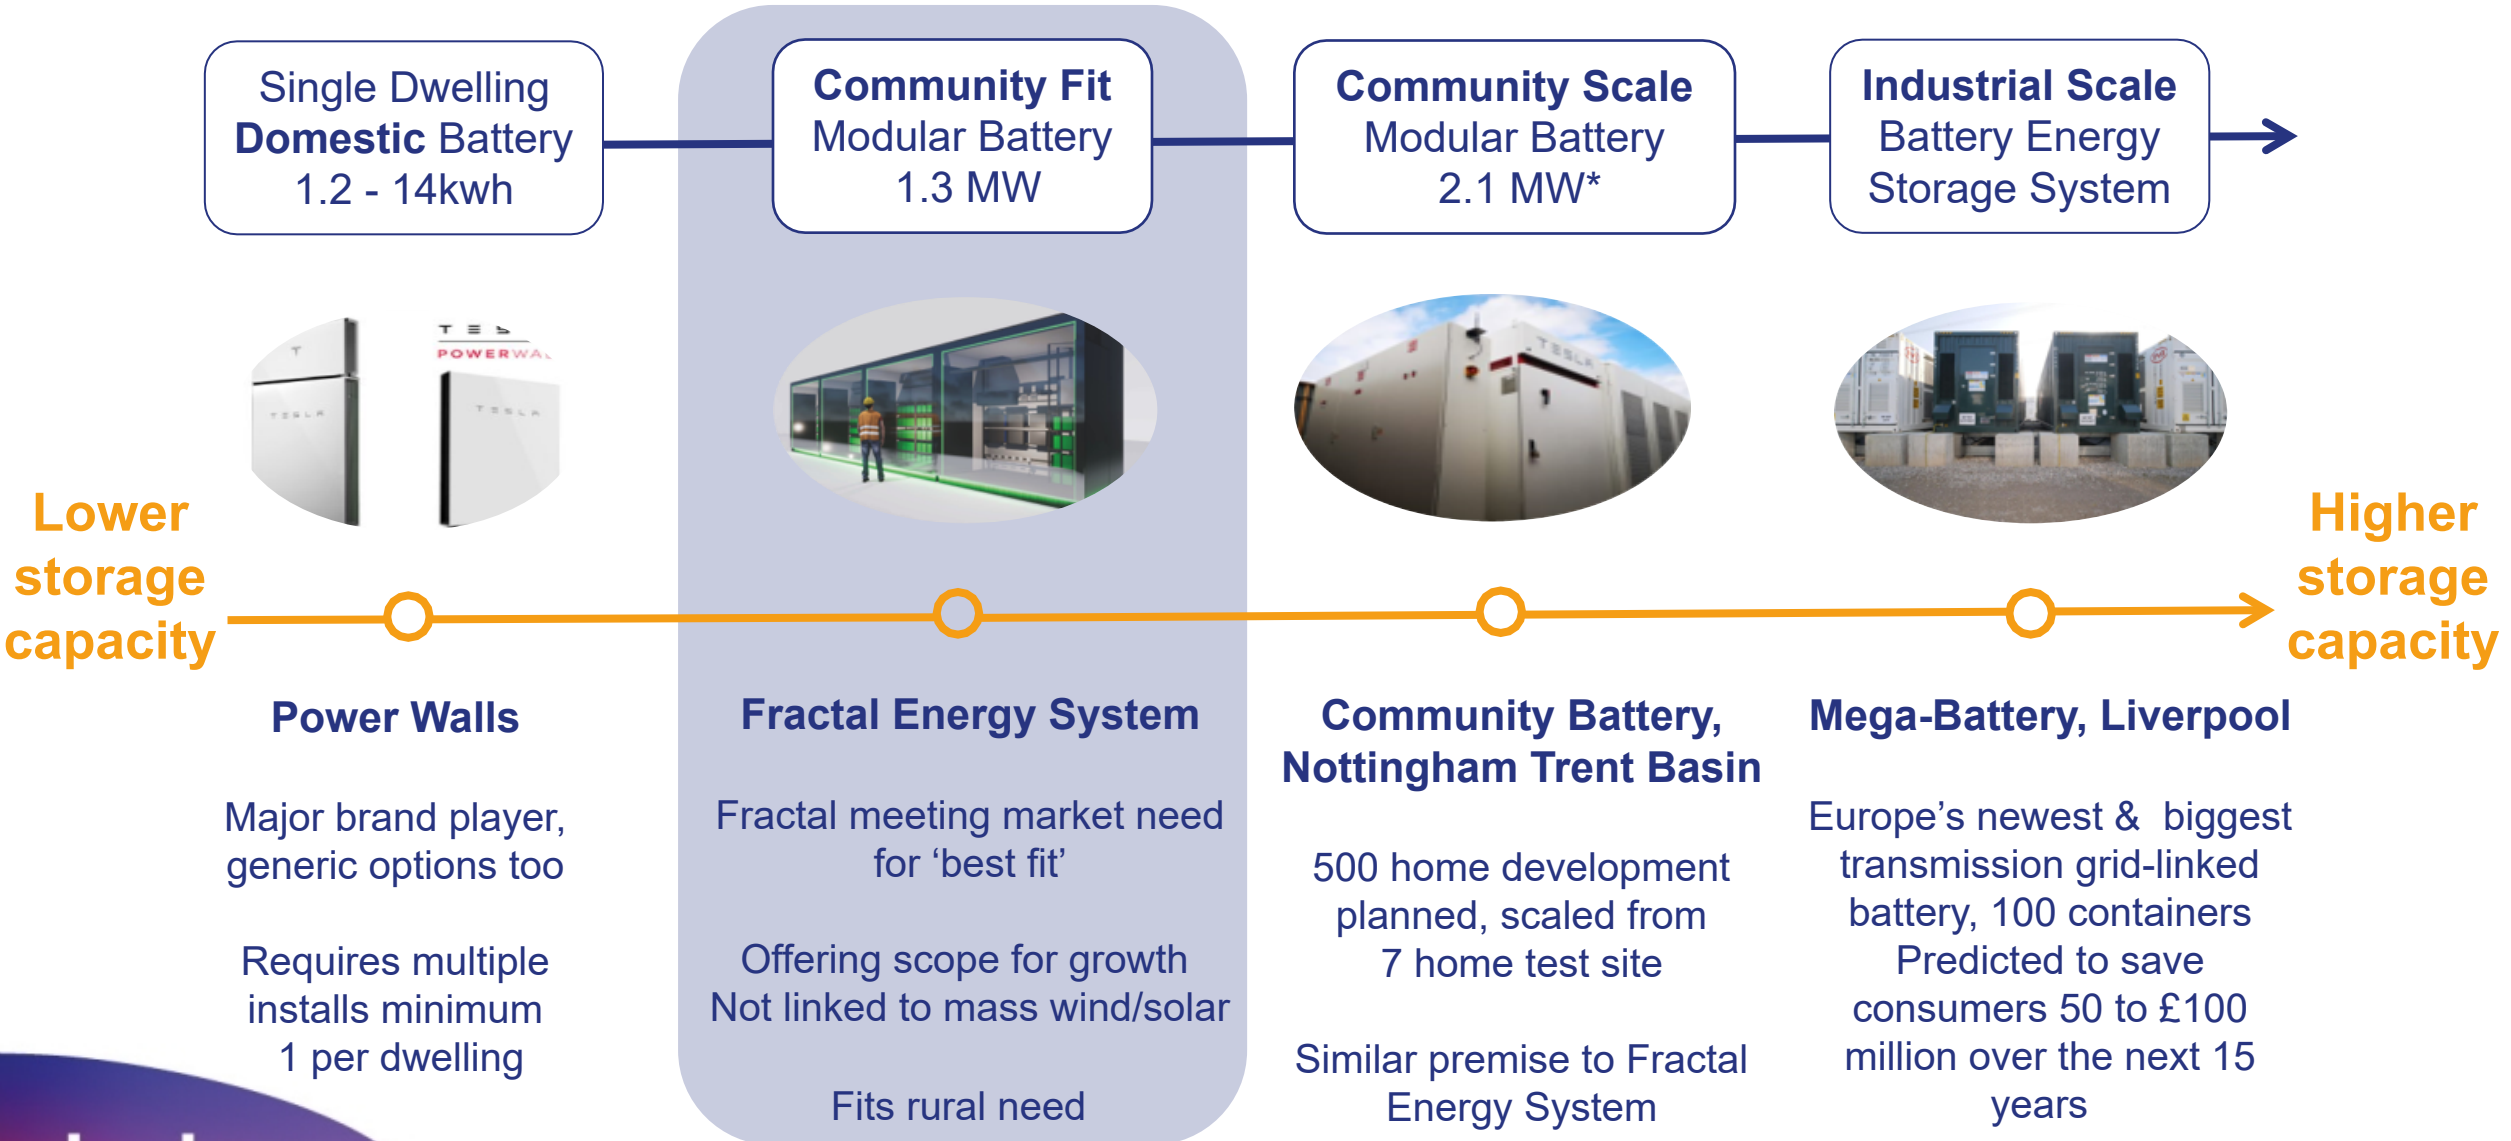 Single Dwelling
Domestic Battery
1.2 - 14kwh
Community Fit
Modular Battery
1.3 MW
Community Scale
Modular Battery
2.1 MW*
Industrial Scale
Battery Energy
Storage System
TESLA
TESLA
POWERWA
TESLA
Lower
storage
capacity
Higher
storage
capacity
Power Walls
Major brand player,
generic options too
Requires multiple
installs minimum
1 per dwelling
Fractal Energy System
Fractal meeting market need
for ‘best fit’
Offering scope for growth
Not linked to mass wind/solar
Fits rural need
Community Battery,
Nottingham Trent Basin
500 home development
planned, scaled from
7 home test site
Similar premise to Fractal
Energy System
Mega-Battery, Liverpool
Europe’s newest &  biggest
transmission grid-linked
battery, 100 containers
Predicted to save
consumers 50 to £100
million over the next 15
years